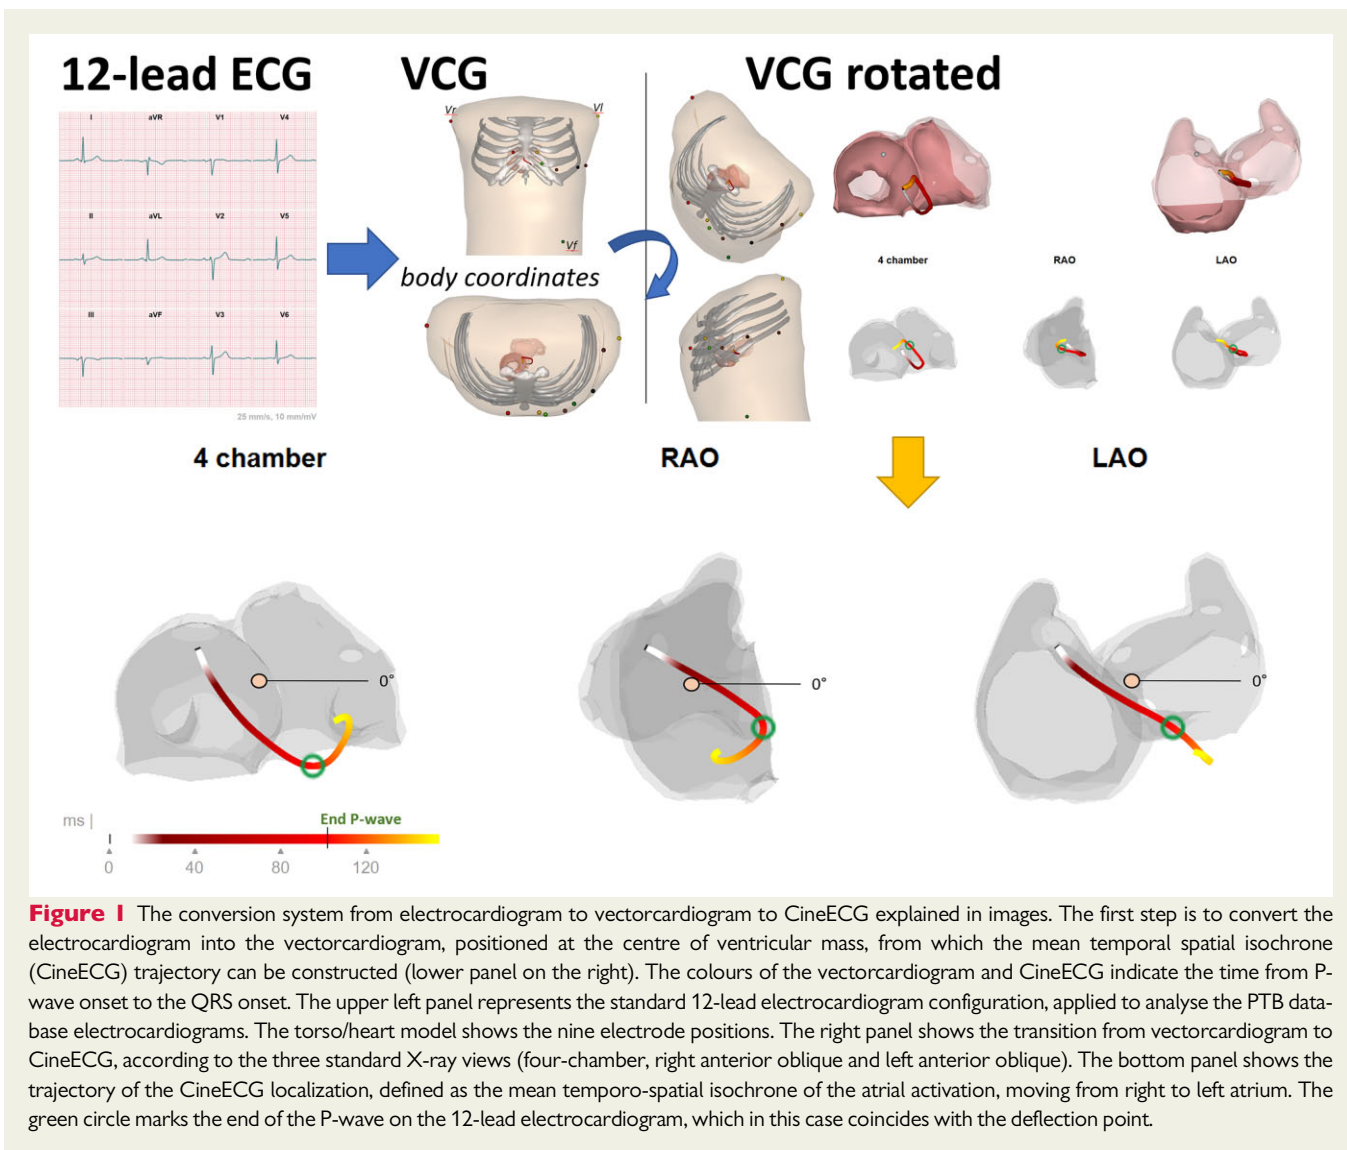 12-lead ECG
VCG
VCG rotated
I aVR V1 V4
II aVL V2 V5
III aVF V3 V6
25 mm/s, 10 mm/mV
Vr
Vl
Vf
body coordinates
4 chamber RAO LAO
4 chamber RAO LAO
0°
0°
0°
ms |
End P-wave
0 40 80 120
Figure 1 The conversion system from electrocardiogram to vectorcardiogram to CineECG explained in images. The first step is to convert the
electrocardiogram into the vectorcardiogram, positioned at the centre of ventricular mass, from which the mean temporal spatial isochrone
(CineECG) trajectory can be constructed (lower panel on the right). The colours of the vectorcardiogram and CineECG indicate the time from P-
wave onset to the QRS onset. The upper left panel represents the standard 12-lead electrocardiogram configuration, applied to analyse the PTB data-
base electrocardiograms. The torso/heart model shows the nine electrode positions. The right panel shows the transition from vectorcardiogram to
CineECG, according to the three standard X-ray views (four-chamber, right anterior oblique and left anterior oblique). The bottom panel shows the
trajectory of the CineECG localization, defined as the mean temporo-spatial isochrone of the atrial activation, moving from right to left atrium. The
green circle marks the end of the P-wave on the 12-lead electrocardiogram, which in this case coincides with the deflection point.